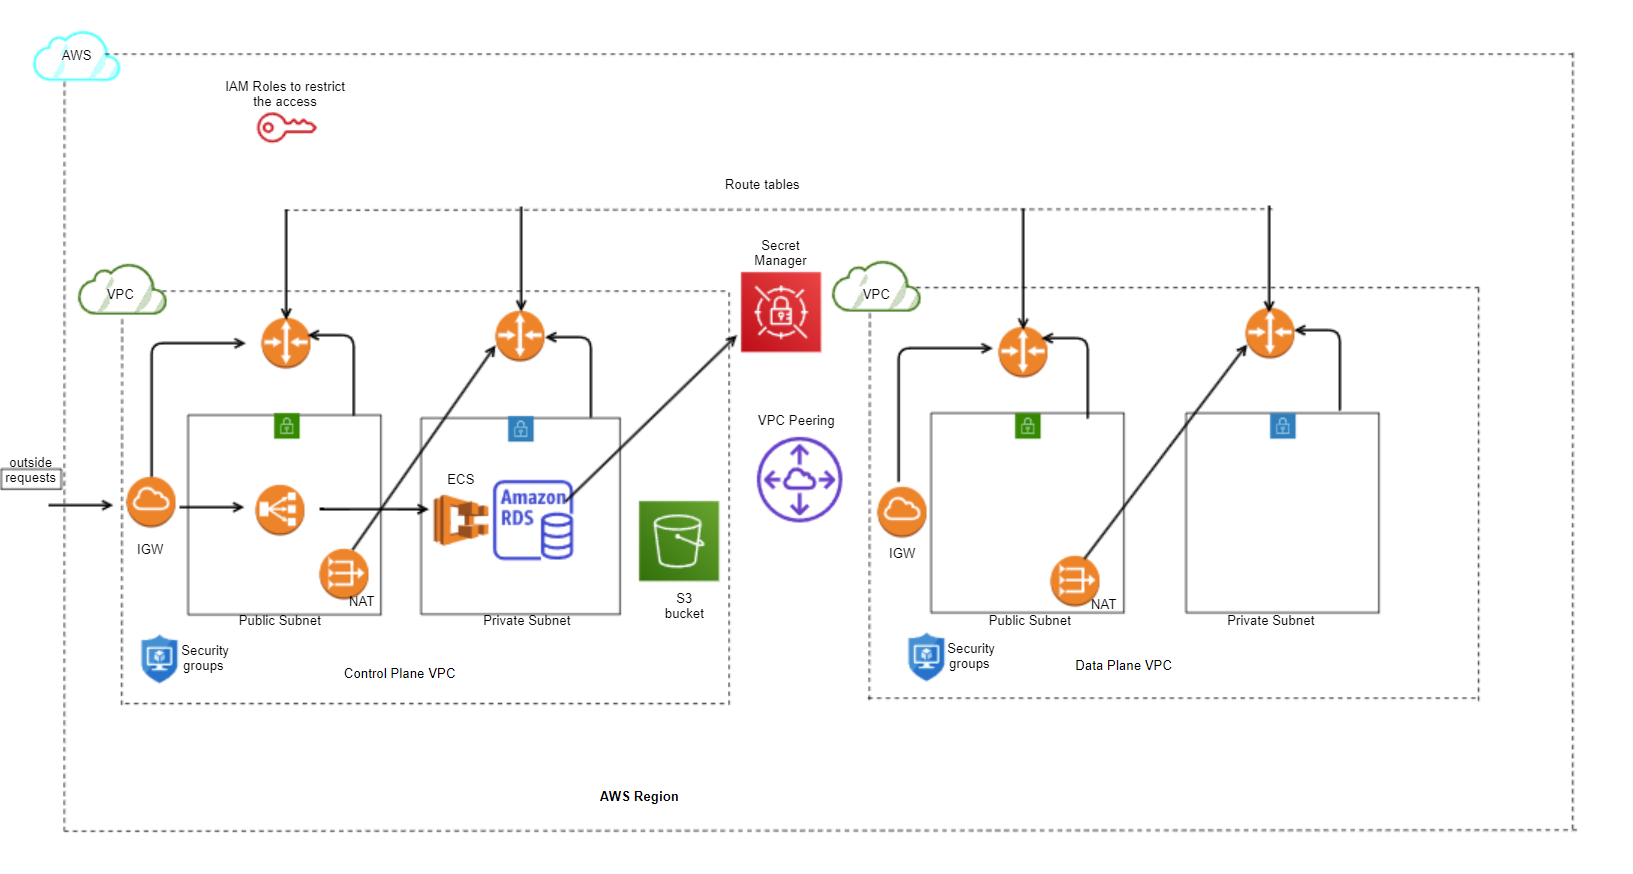 AWS
IAM Roles to restrict
the access
Route tables
Secret
Manager
VPC
VPC
VPC Peering
outside
requests
ECS
Amazon
RDS
IGW
IGW
NAT
NAT
S3
bucket
Public Subnet
Private Subnet
Public Subnet
Private Subnet
Security
groups
Security
groups
Control Plane VPC
Data Plane VPC
AWS Region